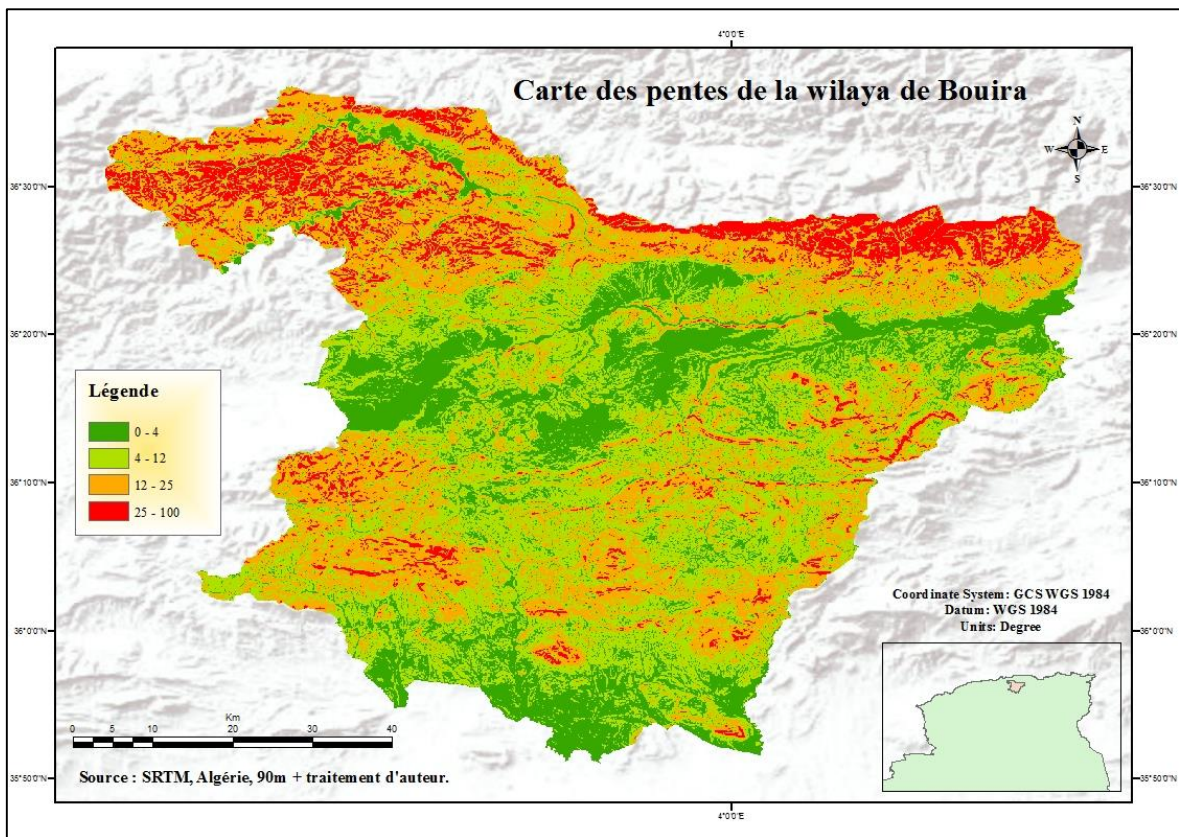 4°0'0"E
Carte des pentes de la wilaya de Bouira
N
W E
S
36°30'0"N
36°30'0"N
36°20'0"N
36°20'0"N
Légende
0 - 4
4 - 12
12 - 25
25 - 100
36°10'0"N
36°10'0"N
Coordinate System: GCS WGS 1984
Datum: WGS 1984
Units: Degree
36°0'0"N
36°0'0"N
Km
0 5 10 20 30 40
Source : SRTM, Algérie, 90m + traitement d'auteur.
35°50'0"N
35°50'0"N
4°0'0"E